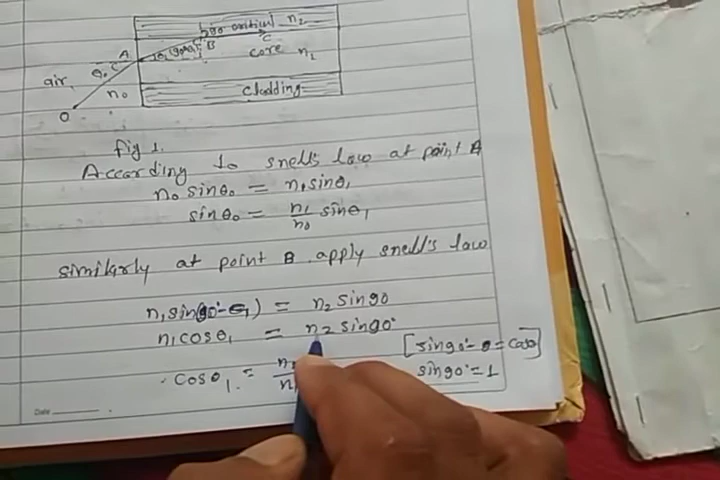 90 critical n2
A
B
C
core n1
air
θ0
n0
cladding
O
fig 1.
According to snell's law at point A
n0 sinθ0 = n1 sinθ1
sinθ0 = n1/n0 sinθ1
similarly at point B apply snell's law
n1 sin(90°-θ1) = n2 sin90
n1 cosθ1 = n2 sin90°
[sin90°-θ = cosθ]
cosθ1 =
sin90° = 1
Date